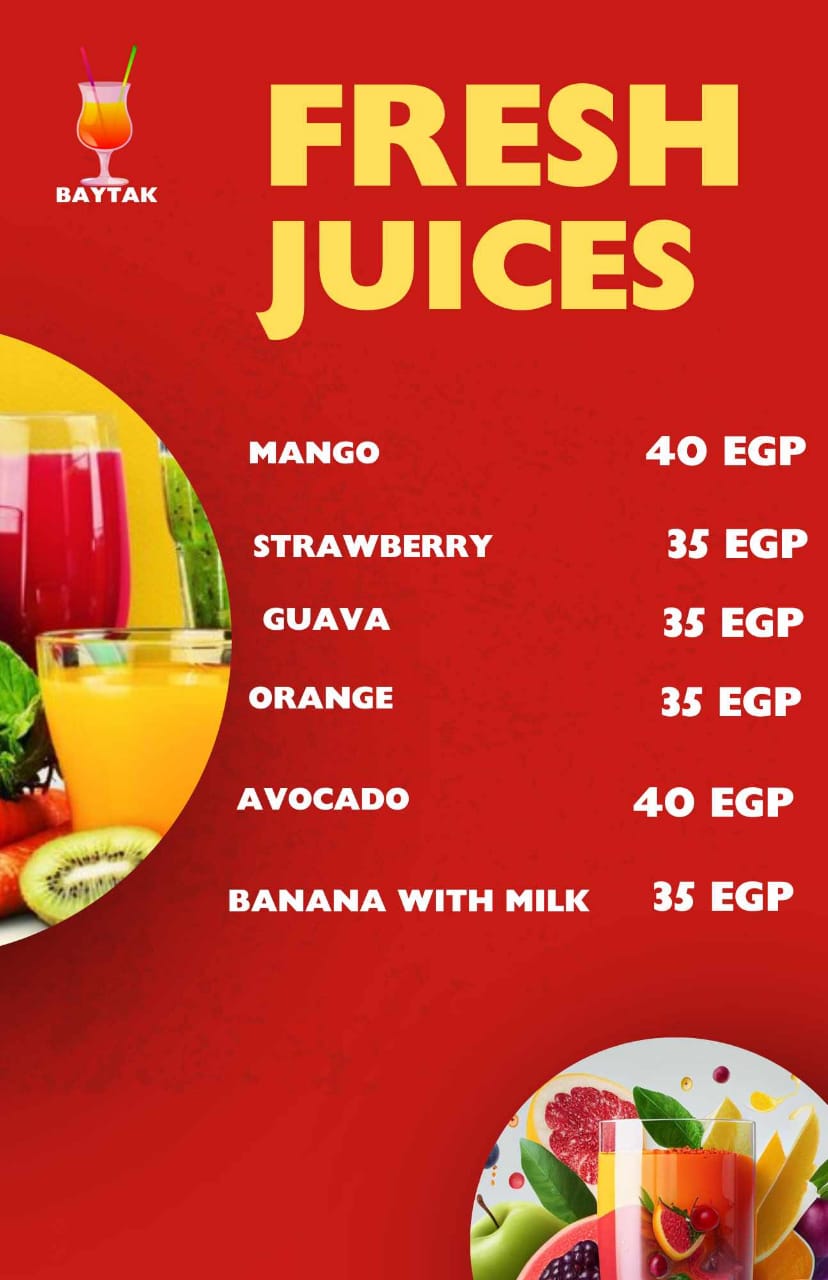 BAYTAK
FRESH
JUICES
MANGO 40 EGP
STRAWBERRY 35 EGP
GUAVA 35 EGP
ORANGE 35 EGP
AVOCADO 40 EGP
BANANA WITH MILK 35 EGP